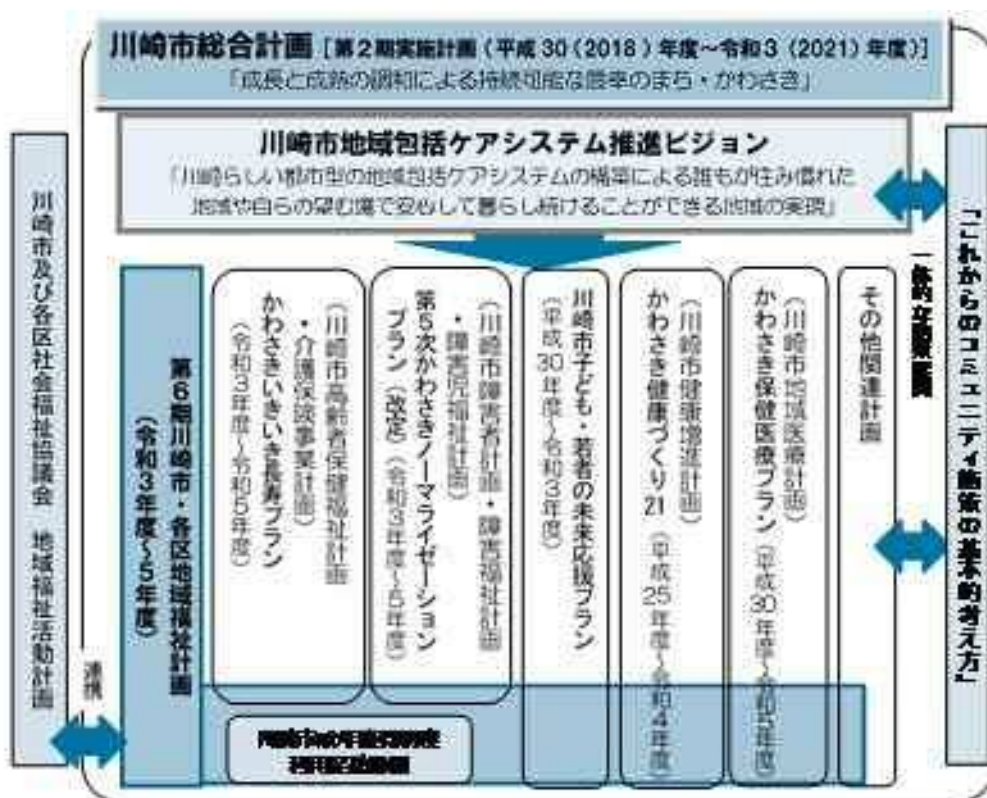 川崎市総合計画 [第2期実施計画(平成30(2018)年度~令和3(2021)年度)]
「成長と成熟の調和による持続可能な最幸のまち・かわさき」
川崎市地域包括ケアシステム推進ビジョン
「川崎らしい都市型の地域包括ケアシステムの構築による誰もが住み慣れた
地域や自らの望む場で安心して暮らし続けることができる地域の実現」
川崎市及び各区社会福祉協議会 地域福祉活動計画
連携
第6期川崎市・各区地域福祉計画
(令和3年度~5年度)
(川崎市高齢者保健福祉計画
・介護保険事業計画)
かわさきいきいき長寿プラン
(令和3年度~令和5年度)
(川崎市障害者計画・障害福祉計画
・障害児福祉計画)
第5次かわさきノーマライゼーション
プラン(改定)(令和3年度~5年度)
川崎市子ども・若者の未来応援プラン
(平成30年度~令和3年度)
(川崎市健康増進計画)
かわさき健康づくり21(平成25年度~令和4年度)
(川崎市地域医療計画)
かわさき保健医療プラン(平成30年度~令和5年度)
その他関連計画
一体的な
「これからのコミュニティ施策の基本的考え方」